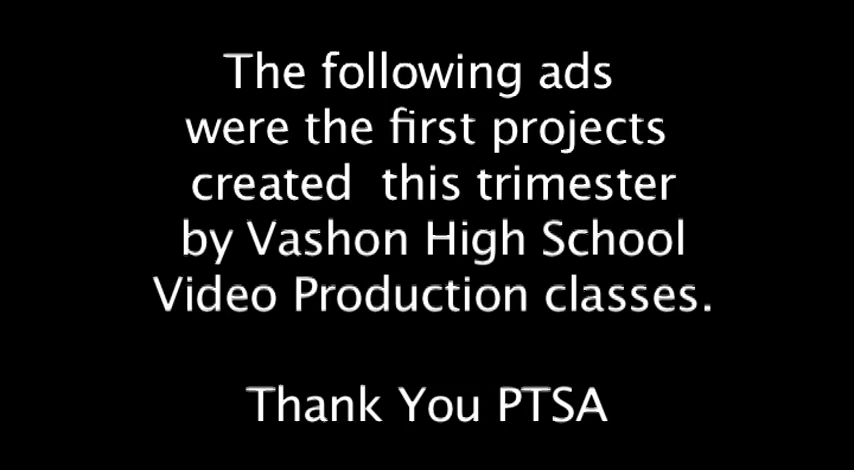 The following ads
were the first projects
created  this trimester
by Vashon High School
Video Production classes.
Thank You PTSA